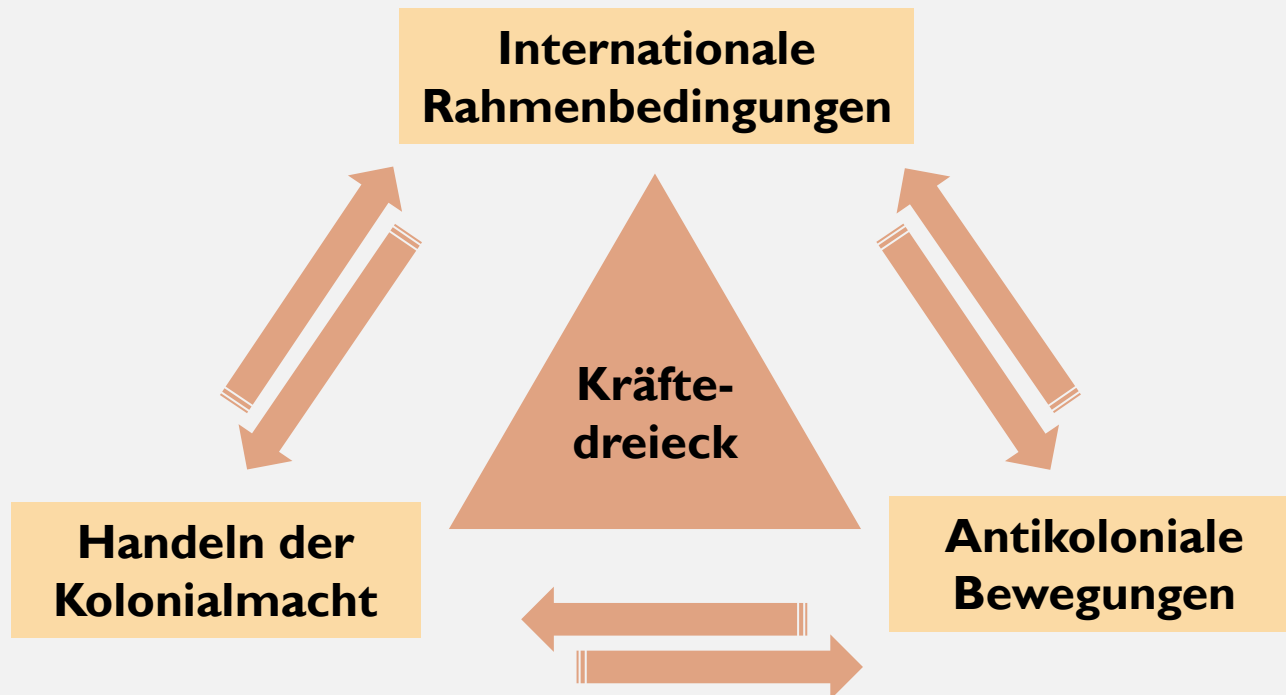 Internationale
Rahmenbedingungen
Kräfte-
dreieck
Handeln der
Kolonialmacht
Antikoloniale
Bewegungen